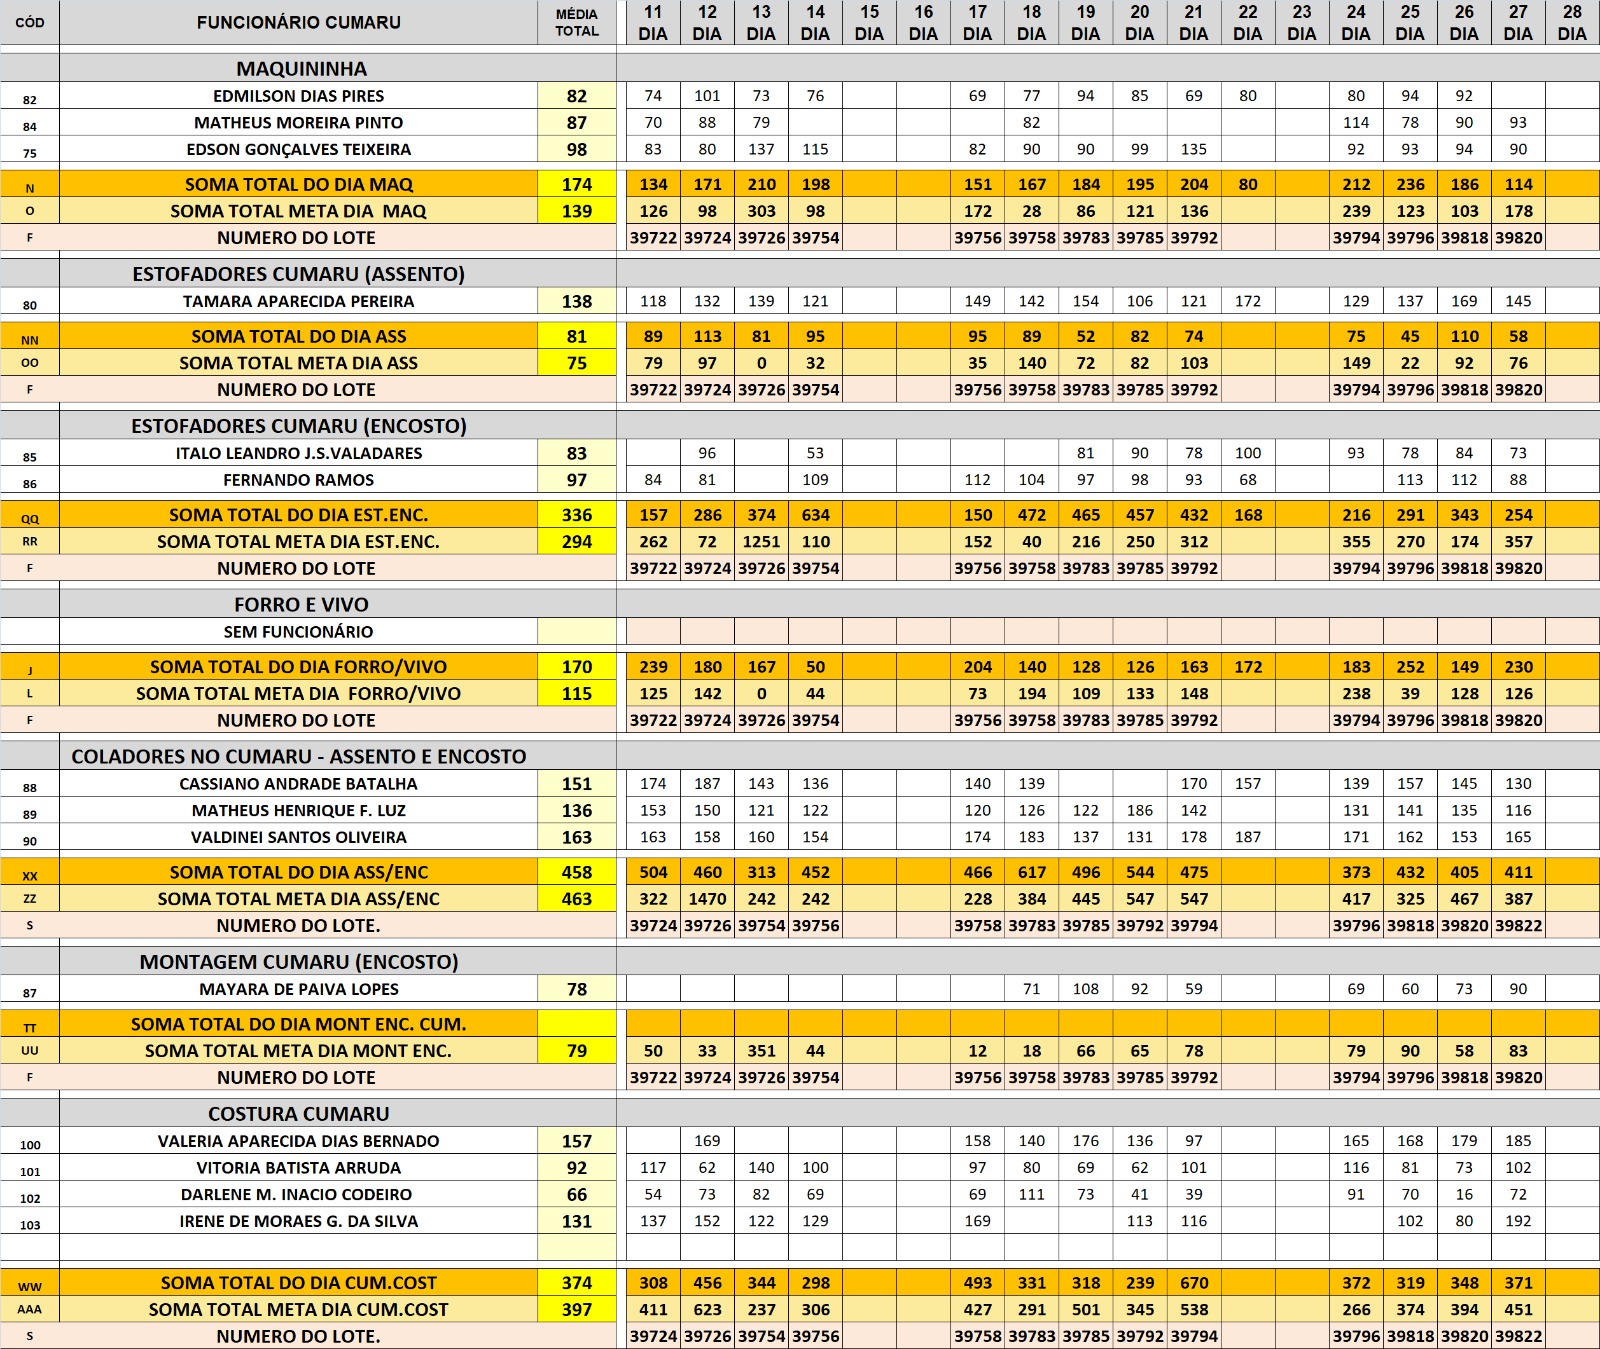 CÓD FUNCIONÁRIO CUMARU MÉDIA TOTAL 11 DIA 12 DIA 13 DIA 14 DIA 15 DIA 16 DIA 17 DIA 18 DIA 19 DIA 20 DIA 21 DIA 22 DIA 23 DIA 24 DIA 25 DIA 26 DIA 27 DIA 28 DIA
MAQUININHA
82 EDMILSON DIAS PIRES 82 74 101 73 76 69 77 94 85 69 80 80 94 92
84 MATHEUS MOREIRA PINTO 87 70 88 79 82 114 78 90 93
75 EDSON GONÇALVES TEIXEIRA 98 83 80 137 115 82 90 90 99 135 92 93 94 90
N SOMA TOTAL DO DIA MAQ 174 134 171 210 198 151 167 184 195 204 80 212 236 186 114
O SOMA TOTAL META DIA MAQ 139 126 98 303 98 172 28 86 121 136 239 123 103 178
F NUMERO DO LOTE 39722 39724 39726 39754 39756 39758 39783 39785 39792 39794 39796 39818 39820
ESTOFADORES CUMARU (ASSENTO)
80 TAMARA APARECIDA PEREIRA 138 118 132 139 121 149 142 154 106 121 172 129 137 169 145
NN SOMA TOTAL DO DIA ASS 81 89 113 81 95 95 89 52 82 74 75 45 110 58
OO SOMA TOTAL META DIA ASS 75 79 97 0 32 35 140 72 82 103 149 22 92 76
F NUMERO DO LOTE 39722 39724 39726 39754 39756 39758 39783 39785 39792 39794 39796 39818 39820
ESTOFADORES CUMARU (ENCOSTO)
85 ITALO LEANDRO J.S.VALADARES 83 96 53 81 90 78 100 93 78 84 73
86 FERNANDO RAMOS 97 84 81 109 112 104 97 98 93 68 113 112 88
QQ SOMA TOTAL DO DIA EST.ENC. 336 157 286 374 634 150 472 465 457 432 168 216 291 343 254
RR SOMA TOTAL META DIA EST.ENC. 294 262 72 1251 110 152 40 216 250 312 355 270 174 357
F NUMERO DO LOTE 39722 39724 39726 39754 39756 39758 39783 39785 39792 39794 39796 39818 39820
FORRO E VIVO
SEM FUNCIONÁRIO
J SOMA TOTAL DO DIA FORRO/VIVO 170 239 180 167 50 204 140 128 126 163 172 183 252 149 230
L SOMA TOTAL META DIA FORRO/VIVO 115 125 142 0 44 73 194 109 133 148 238 39 128 126
F NUMERO DO LOTE 39722 39724 39726 39754 39756 39758 39783 39785 39792 39794 39796 39818 39820
COLADORES NO CUMARU - ASSENTO E ENCOSTO
88 CASSIANO ANDRADE BATALHA 151 174 187 143 136 140 139 170 157 139 157 145 130
89 MATHEUS HENRIQUE F. LUZ 136 153 150 121 122 120 126 122 186 142 131 141 135 116
90 VALDINEI SANTOS OLIVEIRA 163 163 158 160 154 174 183 137 131 178 187 171 162 153 165
XX SOMA TOTAL DO DIA ASS/ENC 458 504 460 313 452 466 617 496 544 475 373 432 405 411
ZZ SOMA TOTAL META DIA ASS/ENC 463 322 1470 242 242 228 384 445 547 547 417 325 467 387
S NUMERO DO LOTE. 39724 39726 39754 39756 39758 39783 39785 39792 39794 39796 39818 39820 39822
MONTAGEM CUMARU (ENCOSTO)
87 MAYARA DE PAIVA LOPES 78 71 108 92 59 69 60 73 90
TT SOMA TOTAL DO DIA MONT ENC. CUM.
UU SOMA TOTAL META DIA MONT ENC. 79 50 33 351 44 12 18 66 65 78 79 90 58 83
F NUMERO DO LOTE 39722 39724 39726 39754 39756 39758 39783 39785 39792 39794 39796 39818 39820
COSTURA CUMARU
100 VALERIA APARECIDA DIAS BERNADO 157 169 158 140 176 136 97 165 168 179 185
101 VITORIA BATISTA ARRUDA 92 117 62 140 100 97 80 69 62 101 116 81 73 102
102 DARLENE M. INACIO CODEIRO 66 54 73 82 69 69 111 73 41 39 91 70 16 72
103 IRENE DE MORAES G. DA SILVA 131 137 152 122 129 169 113 116 102 80 192
WW SOMA TOTAL DO DIA CUM.COST 374 308 456 344 298 493 331 318 239 670 372 319 348 371
AAA SOMA TOTAL META DIA CUM.COST 397 411 623 237 306 427 291 501 345 538 266 374 394 451
S NUMERO DO LOTE. 39724 39726 39754 39756 39758 39783 39785 39792 39794 39796 39818 39820 39822